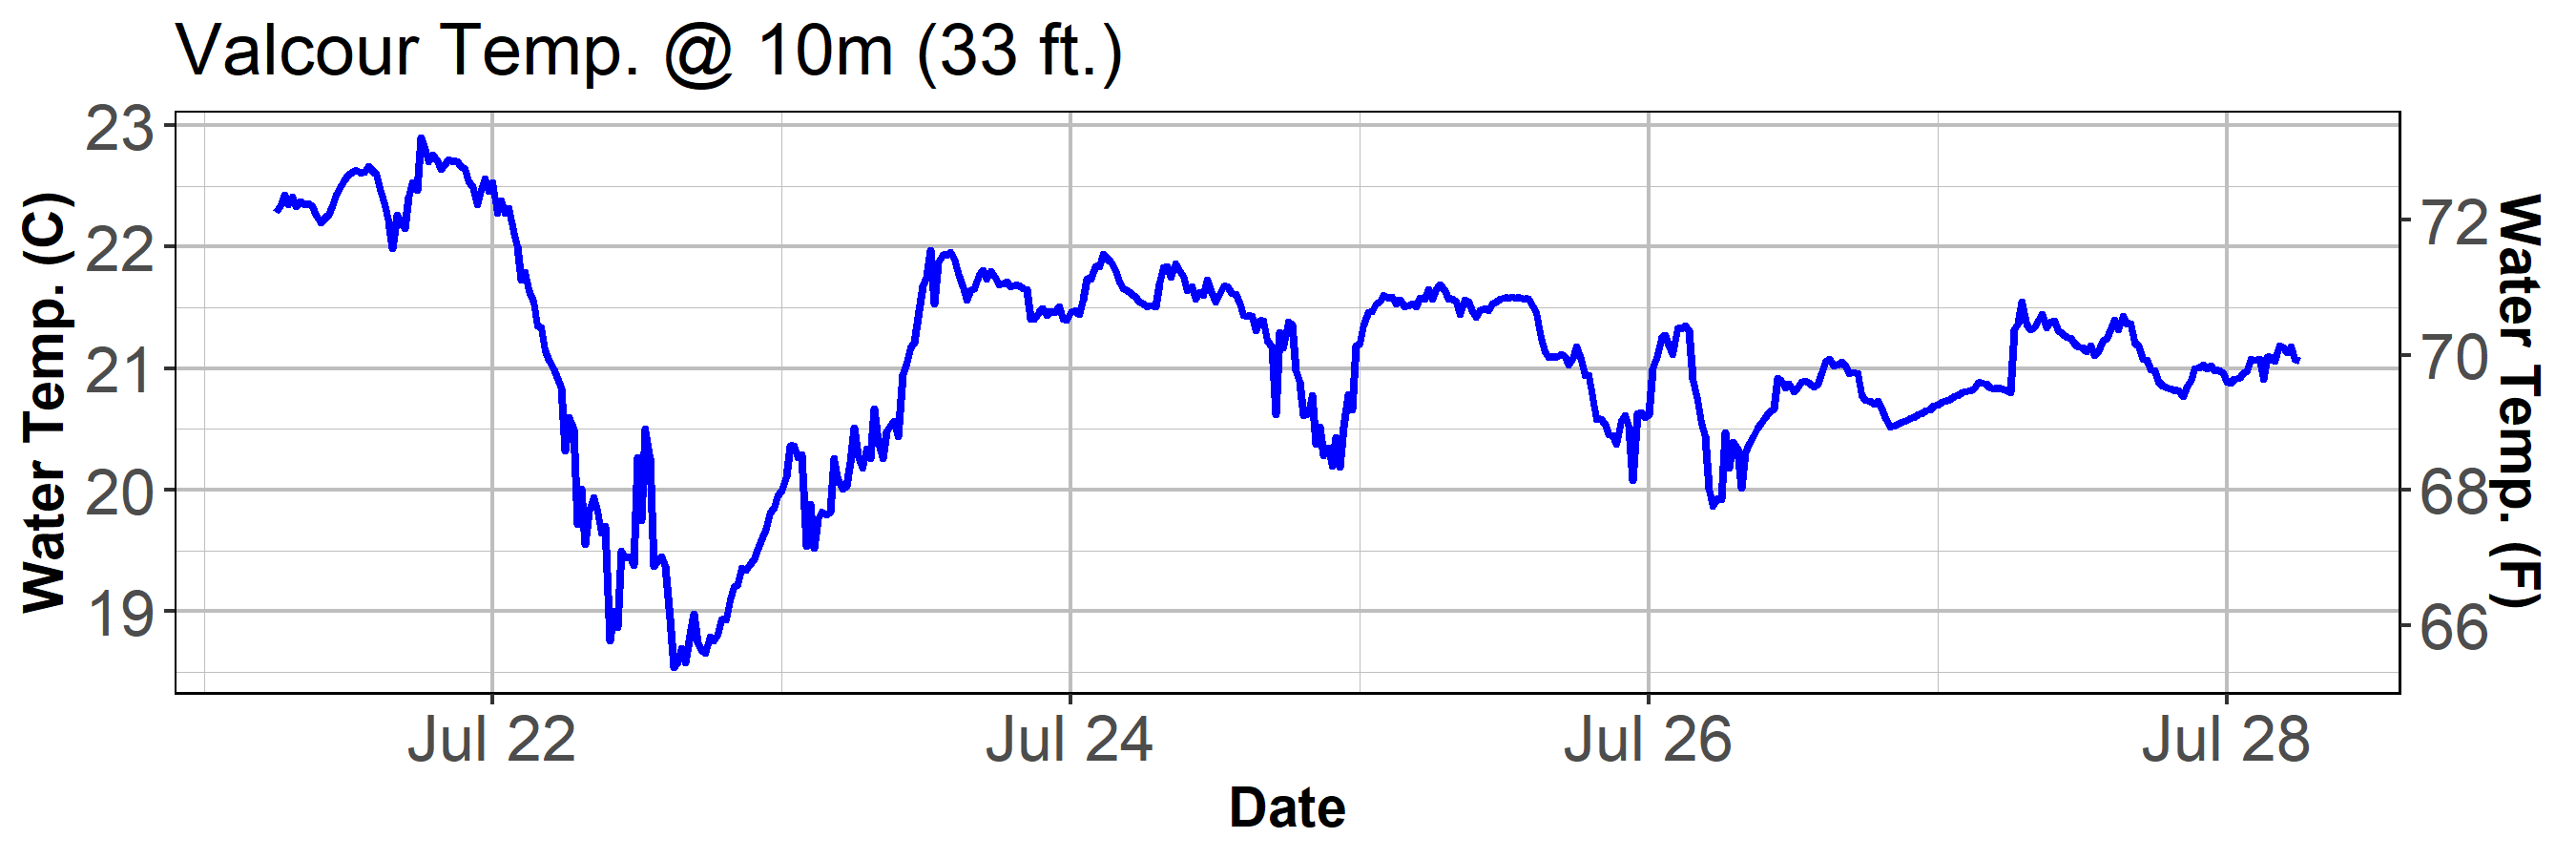 Valcour Temp. @ 10m (33 ft.)
Water Temp. (C)
23
22
21
20
19
72
70
68
66
Water Temp. (F)
Jul 22 Jul 24 Jul 26 Jul 28
Date